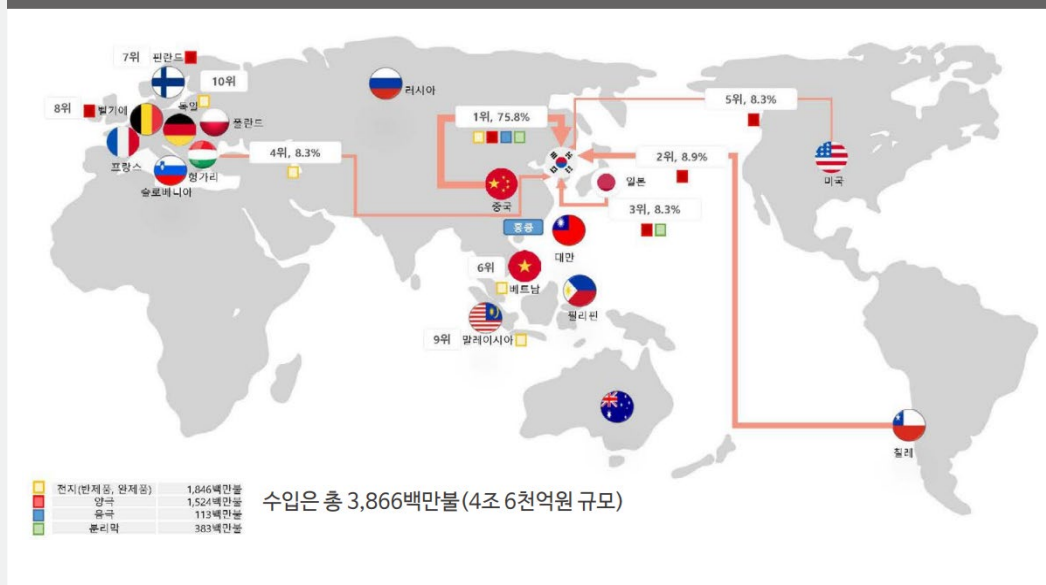 7위 핀란드
10위
8위 벨기에
독일
폴란드
프랑스
헝가리
슬로베니아
4위, 8.3%
러시아
1위, 75.8%
중국
홍콩
대만
일본
3위, 8.3%
2위, 8.9%
5위, 8.3%
미국
6위
베트남
필리핀
9위 말레이시아
칠레
전지(반제품, 완제품) 1,846백만불
양극 1,524백만불
음극 113백만불
분리막 383백만불
수입은 총 3,866백만불(4조 6천억원 규모)